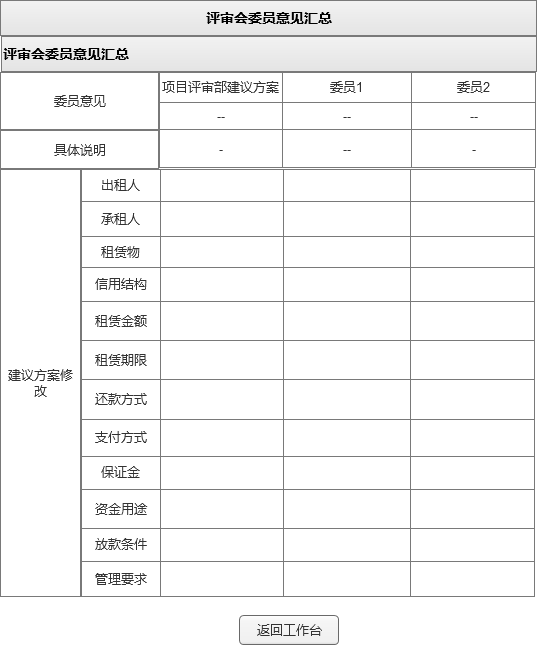 评审会委员意见汇总
评审会委员意见汇总
委员意见
项目评审部建议方案
委员1
委员2
--
--
--
具体说明
-
--
-
建议方案修
改
出租人
承租人
租赁物
信用结构
租赁金额
租赁期限
还款方式
支付方式
保证金
资金用途
放款条件
管理要求
返回工作台